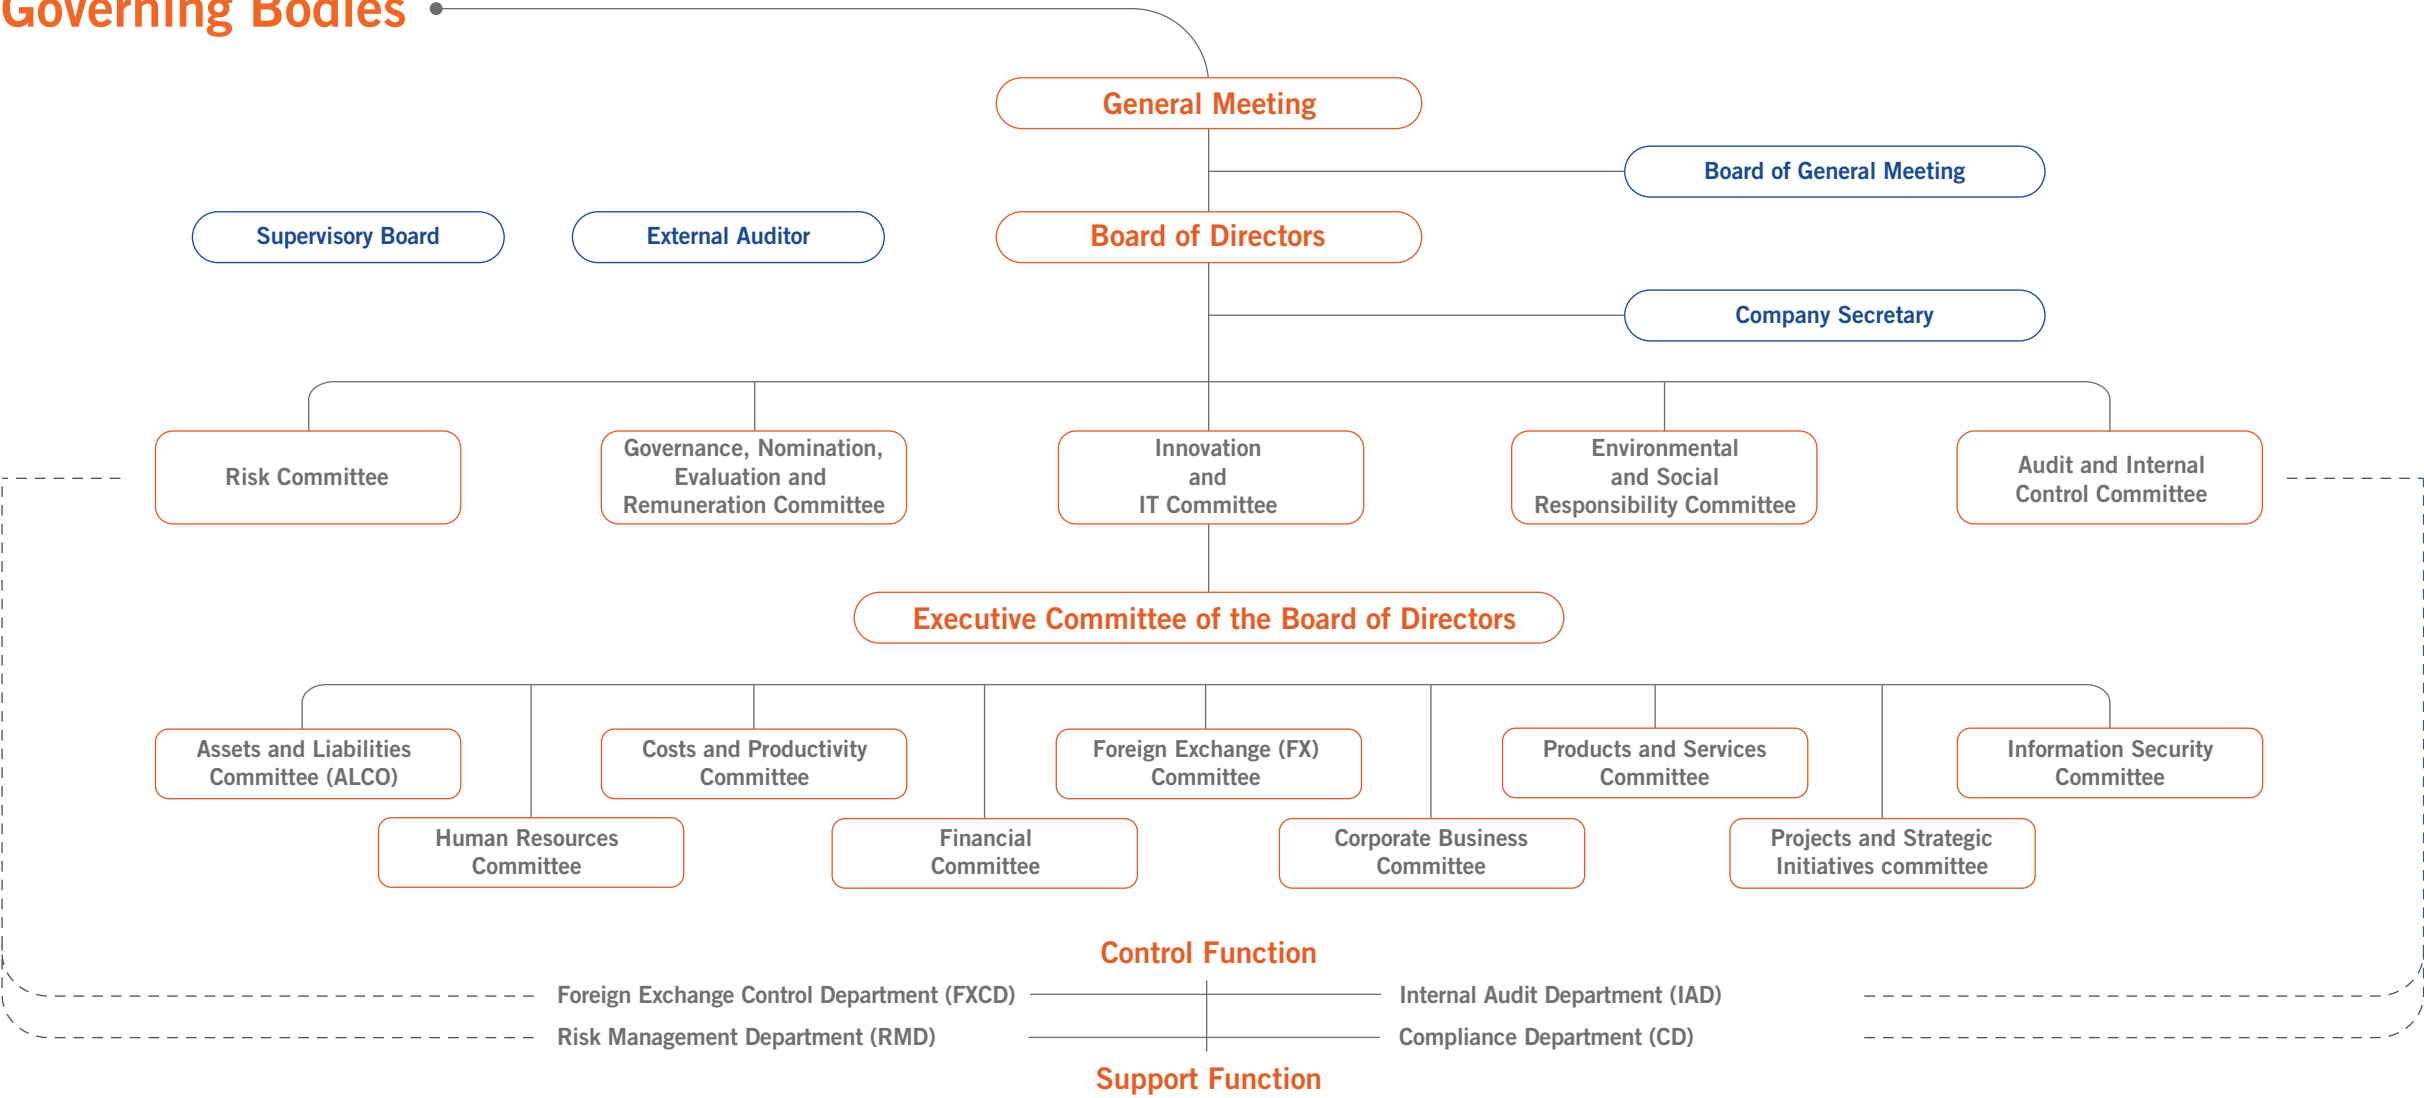 Governing Bodies
General Meeting
Board of General Meeting
Supervisory Board
External Auditor
Board of Directors
Company Secretary
Risk Committee
Governance, Nomination,
Evaluation and
Remuneration Committee
Innovation
and
IT Committee
Environmental
and Social
Responsibility Committee
Audit and Internal
Control Committee
Executive Committee of the Board of Directors
Assets and Liabilities
Committee (ALCO)
Costs and Productivity
Committee
Foreign Exchange (FX)
Committee
Products and Services
Committee
Information Security
Committee
Human Resources
Committee
Financial
Committee
Corporate Business
Committee
Projects and Strategic
Initiatives committee
Control Function
Foreign Exchange Control Department (FXCD)
Internal Audit Department (IAD)
Risk Management Department (RMD)
Compliance Department (CD)
Support Function